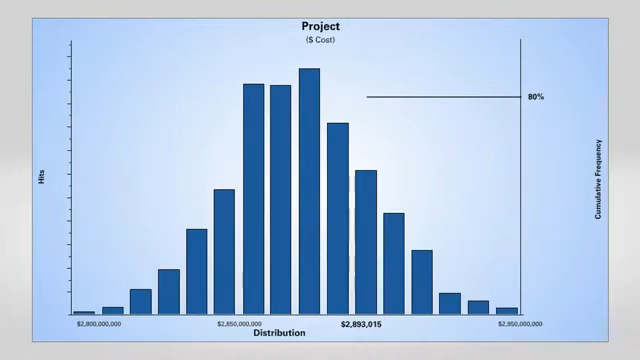 Project
($ Cost)
80%
Hits
Cumulative Frequency
$2,800,000,000 $2,850,000,000 $2,893,015 $2,950,000,000
Distribution